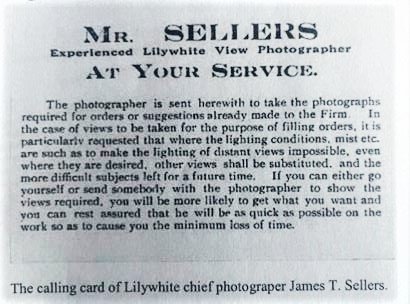 MR. SELLERS
Experienced Lilywhite View Photographer
AT YOUR SERVICE.
The photographer is sent herewith to take the photographs
required for orders or suggestions already made to the Firm. In
the case of views to be taken for the purpose of filling orders, it is
particularly requested that where the lighting conditions, mist etc.
are such as to make the lighting of distant views impossible, even
where they are desired, other views shall be substituted, and the
more difficult subjects left for a future time. If you can either go
yourself or send somebody with the photographer to show the
views required, you will be more likely to get what you want and
you can rest assured that he will be as quick as possible on the
work so as to cause you the minimum loss of time.
The calling card of Lilywhite chief photograper James T. Sellers.